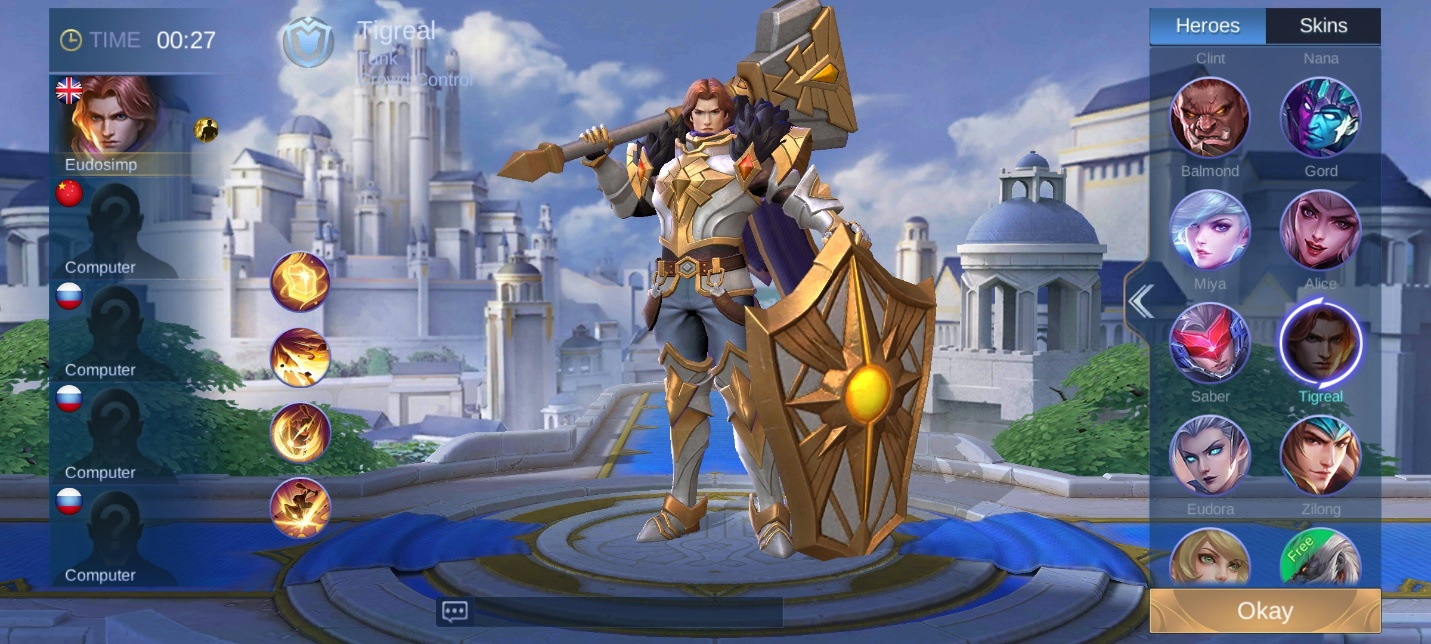 TIME 00:27
Tigreal
Tank
Crowd Control
Eudosimp
Computer
Computer
Computer
Computer
Heroes Skins
Clint Nana
Balmond Gord
Miya Alice
Saber Tigreal
Eudora Zilong
Free
Okay